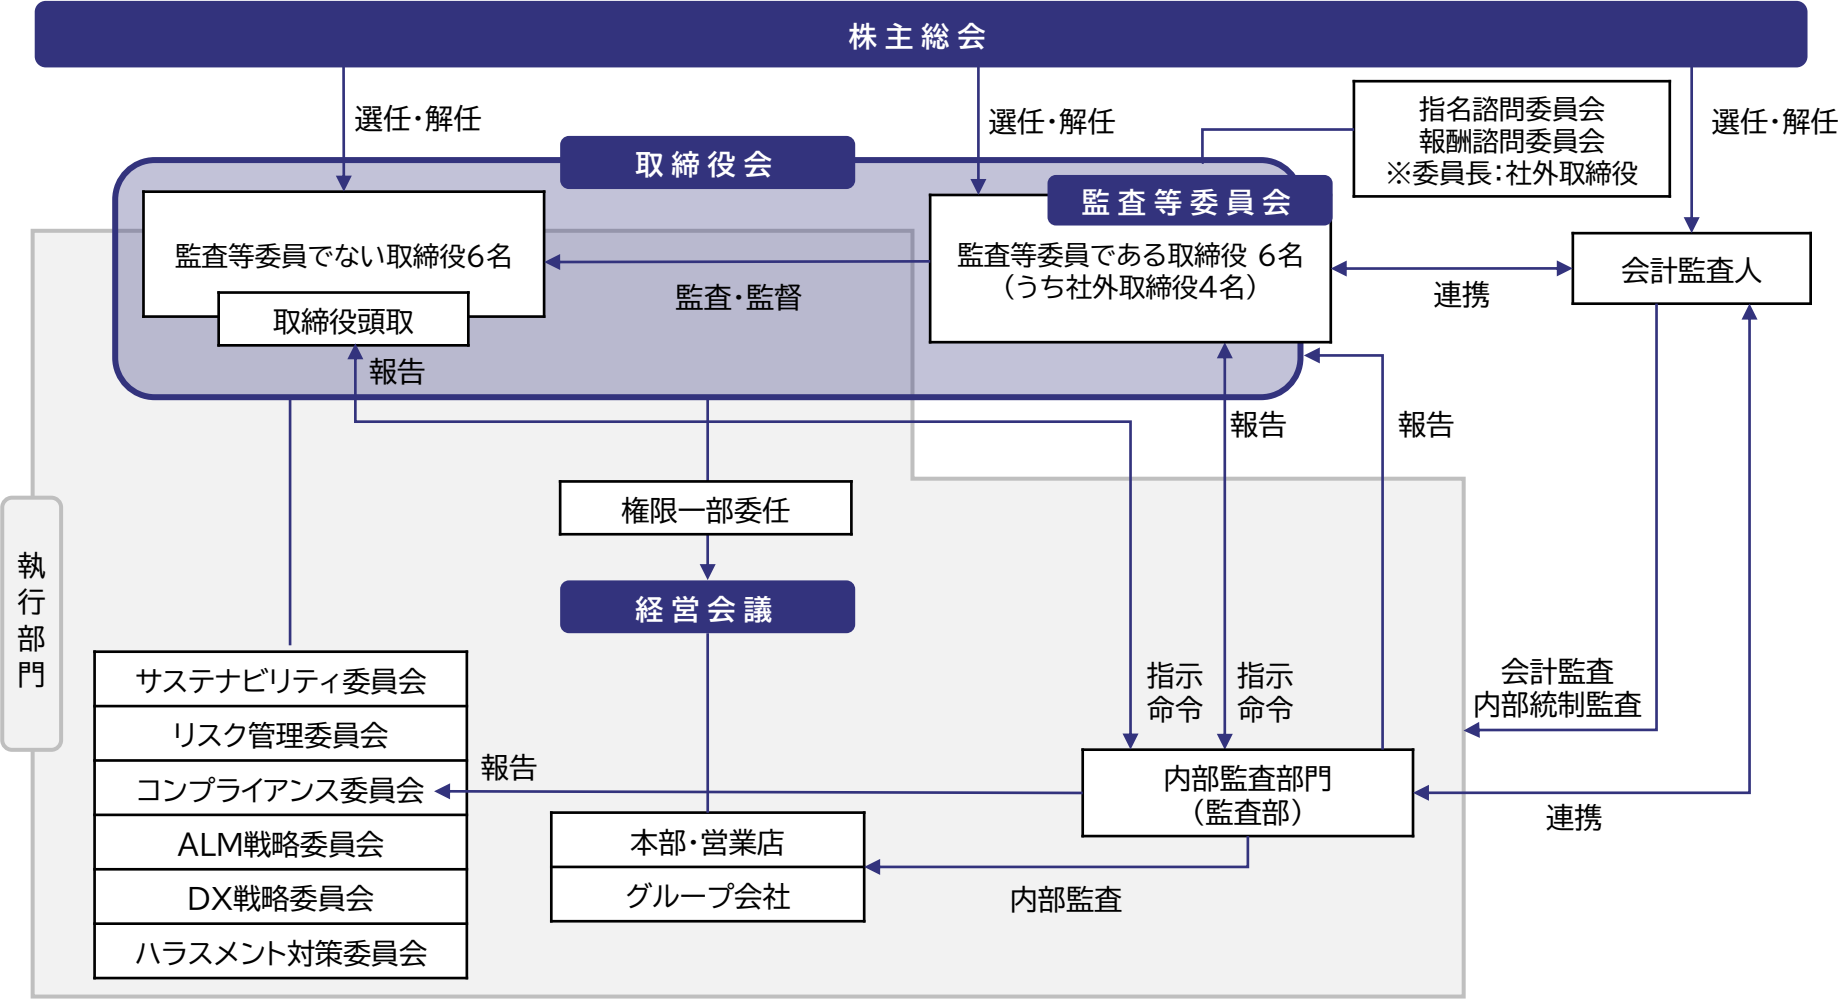 株主総会
選任・解任
選任・解任
選任・解任
指名諮問委員会
報酬諮問委員会
※委員長：社外取締役
取締役会
監査等委員会
監査等委員でない取締役6名
取締役頭取
監査・監督
監査等委員である取締役 6名
（うち社外取締役4名）
連携
会計監査人
報告
報告
報告
権限一部委任
経営会議
執行部門
サステナビリティ委員会
リスク管理委員会
コンプライアンス委員会
ALM戦略委員会
DX戦略委員会
ハラスメント対策委員会
報告
指示
命令
指示
命令
会計監査
内部統制監査
内部監査部門
（監査部）
連携
本部・営業店
グループ会社
内部監査